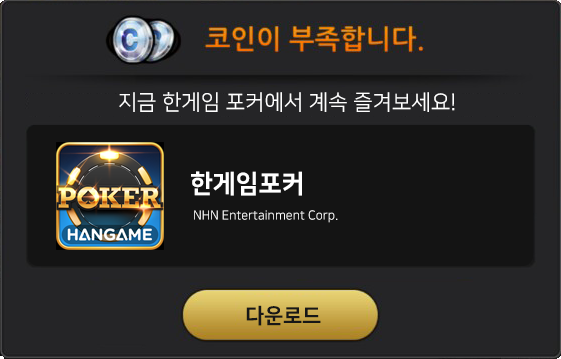 코인이 부족합니다.
지금 한게임 포커에서 계속 즐겨보세요!
POKER
HANGAME
한게임포커
NHN Entertainment Corp.
다운로드